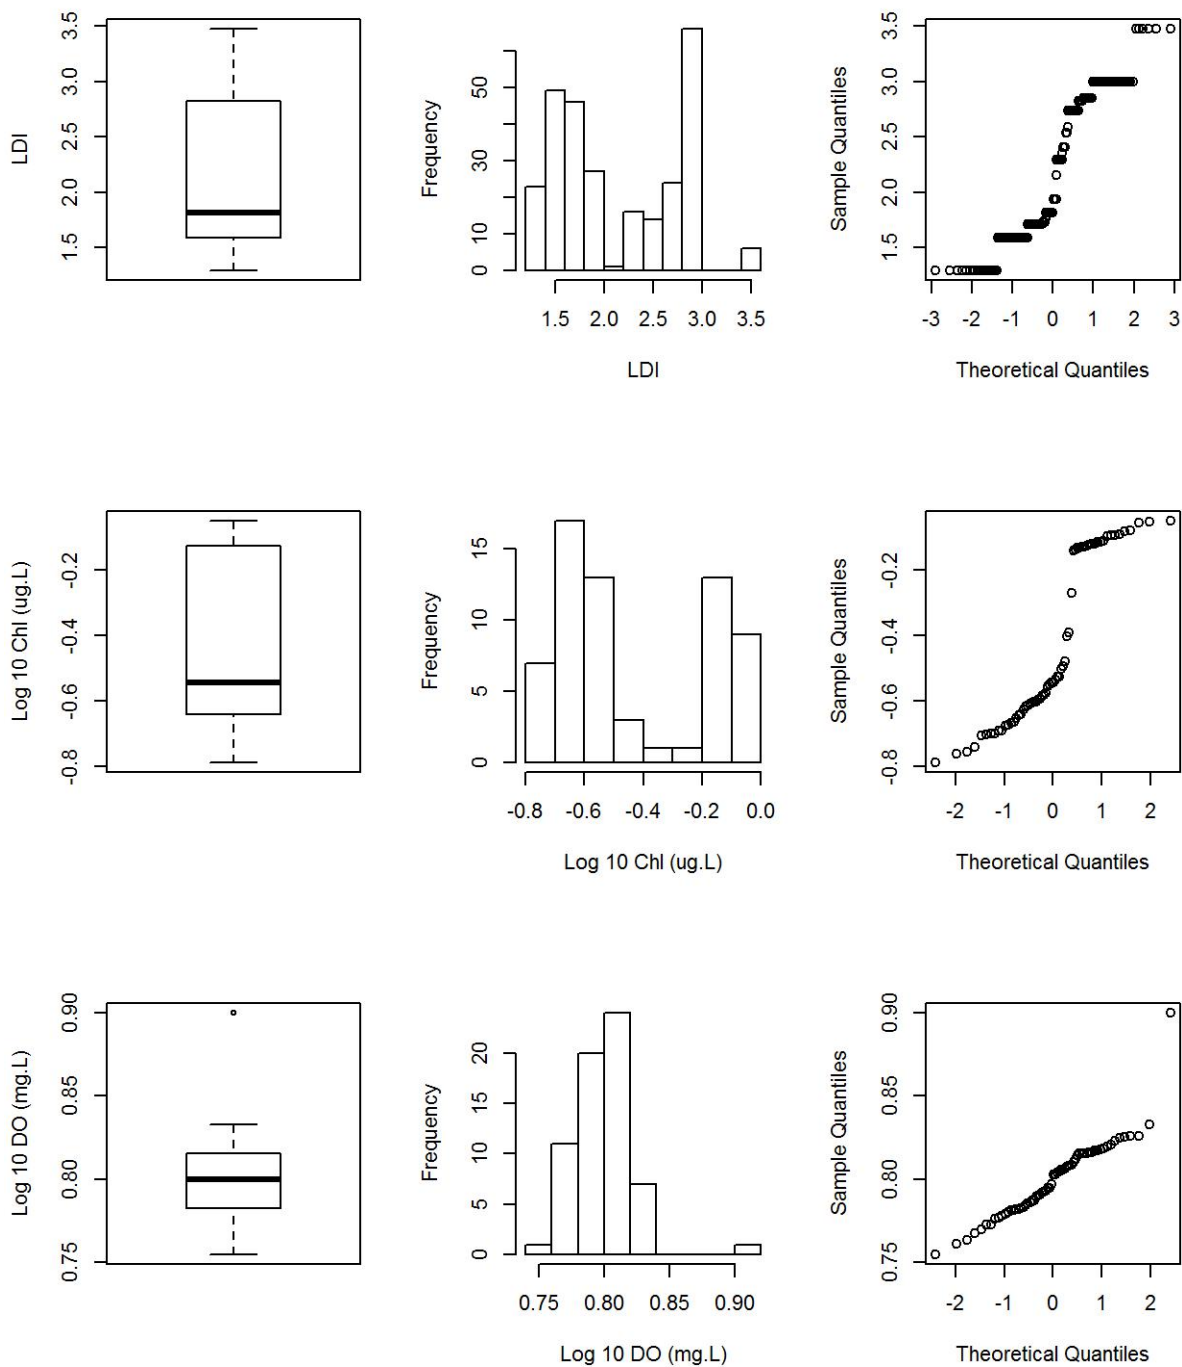 LDI
3.5
3.0
2.5
2.0
1.5
Frequency
50
30
10
0
1.5 2.0 2.5 3.0 3.5
LDI
Sample Quantiles
3.5
3.0
2.5
2.0
1.5
-3 -2 -1 0 1 2 3
Theoretical Quantiles
Log 10 Chl (ug.L)
-0.2
-0.4
-0.6
-0.8
Frequency
15
10
5
0
-0.8 -0.6 -0.4 -0.2 0.0
Log 10 Chl (ug.L)
Sample Quantiles
-0.2
-0.4
-0.6
-0.8
-2 -1 0 1 2
Theoretical Quantiles
Log 10 DO (mg.L)
0.90
0.85
0.80
0.75
Frequency
20
15
10
5
0
0.75 0.80 0.85 0.90
Log 10 DO (mg.L)
Sample Quantiles
0.90
0.85
0.80
0.75
-2 -1 0 1 2
Theoretical Quantiles